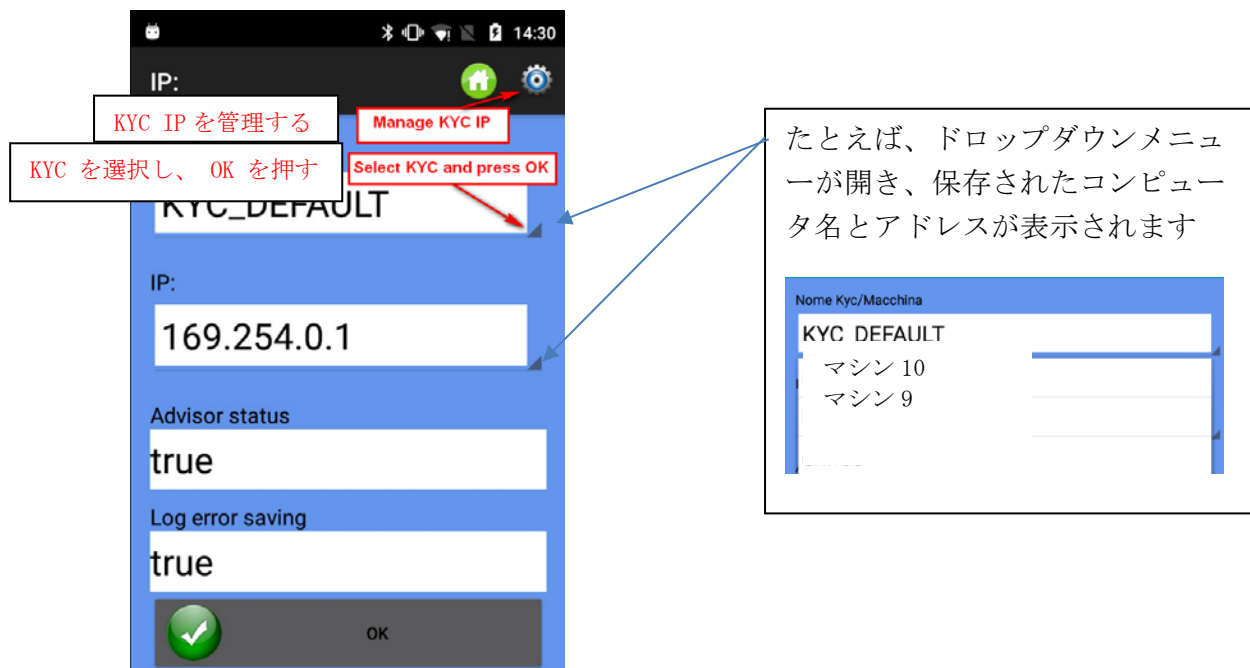 14:30
IP:
KYC IP を管理する
Manage KYC IP
KYC を選択し、 OK を押す
Select KYC and press OK
KYC_DEFAULT
IP:
169.254.0.1
Advisor status
true
Log error saving
true
OK
たとえば、ドロップダウンメニュ
ーが開き、保存されたコンピュー
タ名とアドレスが表示されます
Nome Kyc/Macchina
KYC_DEFAULT
マシン 10
マシン 9